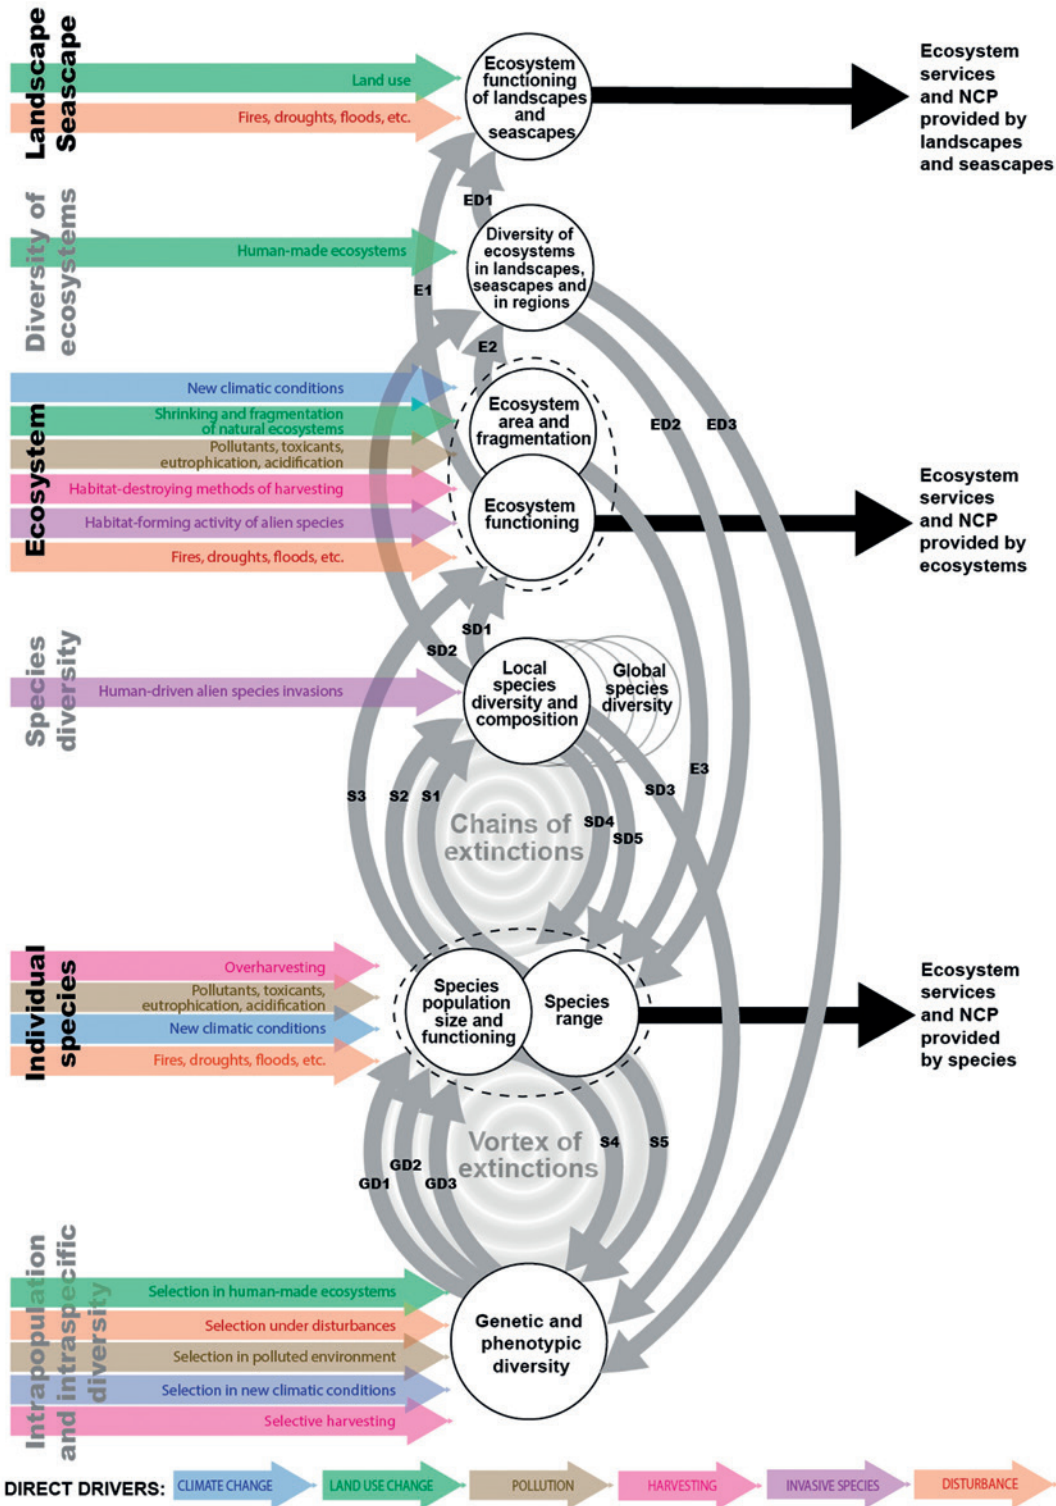 Landscape
Seascape
Land use
Fires, droughts, floods, etc.
Ecosystem
functioning
of landscapes
and
seascapes
Ecosystem
services
and NCP
provided by
landscapes
and seascapes
ED1
Diversity of
ecosystems
Human-made ecosystems
Diversity of
ecosystems
in landscapes,
seascapes and
in regions
E1
E2
Ecosystem
New climatic conditions
Shrinking and fragmentation
of natural ecosystems
Pollutants, toxicants,
eutrophication, acidification
Habitat-destroying methods of harvesting
Habitat-forming activity of alien species
Fires, droughts, floods, etc.
Ecosystem
area and
fragmentation
Ecosystem
functioning
ED2
ED3
Ecosystem
services
and NCP
provided by
ecosystems
SD1
SD2
Species
diversity
Human-driven alien species invasions
Local
species
diversity and
composition
Global
species
diversity
S3
S2
S1
Chains of
extinctions
SD4
SD5
SD3
E3
Individual
species
Overharvesting
Pollutants, toxicants,
eutrophication, acidification
New climatic conditions
Fires, droughts, floods, etc.
Species
population
size and
functioning
Species
range
Ecosystem
services
and NCP
provided
by species
GD1
GD2
GD3
Vortex of
extinctions
S4
S5
Intrapopulation
and intraspecific
diversity
Selection in human-made ecosystems
Selection under disturbances
Selection in polluted environment
Selection in new climatic conditions
Selective harvesting
Genetic and
phenotypic
diversity
DIRECT DRIVERS:
CLIMATE CHANGE
LAND USE CHANGE
POLLUTION
HARVESTING
INVASIVE SPECIES
DISTURBANCE